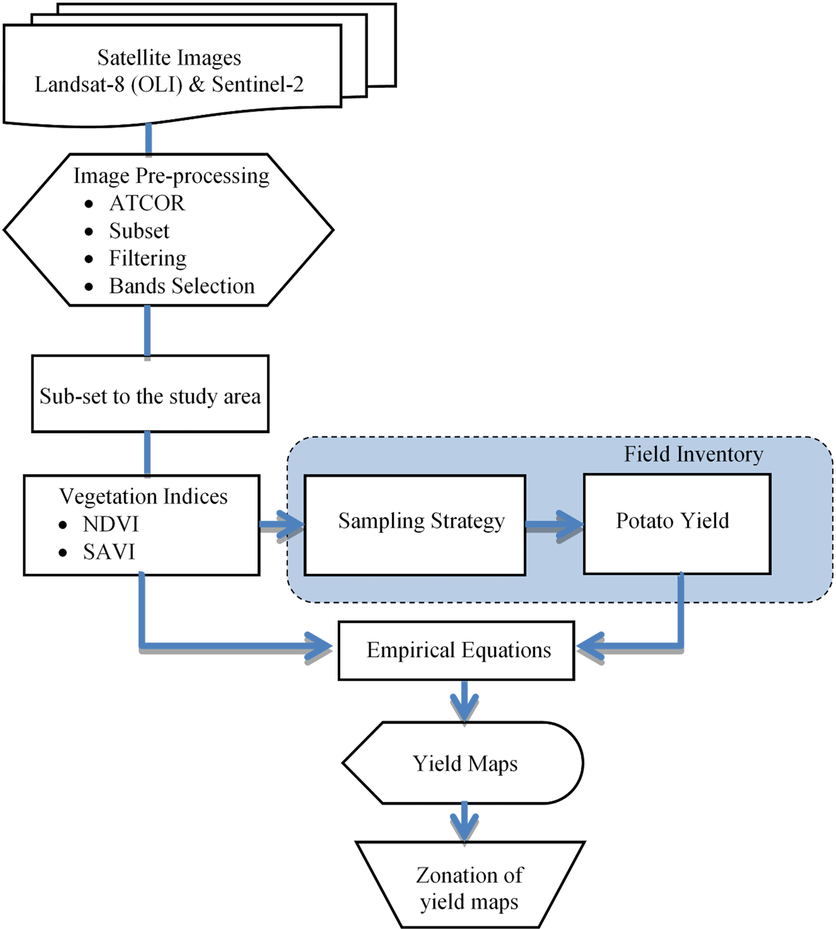 Satellite Images
Landsat-8 (OLI) & Sentinel-2
Image Pre-processing
• ATCOR
• Subset
• Filtering
• Bands Selection
Sub-set to the study area
Vegetation Indices
• NDVI
• SAVI
Field Inventory
Sampling Strategy
Potato Yield
Empirical Equations
Yield Maps
Zonation of
yield maps